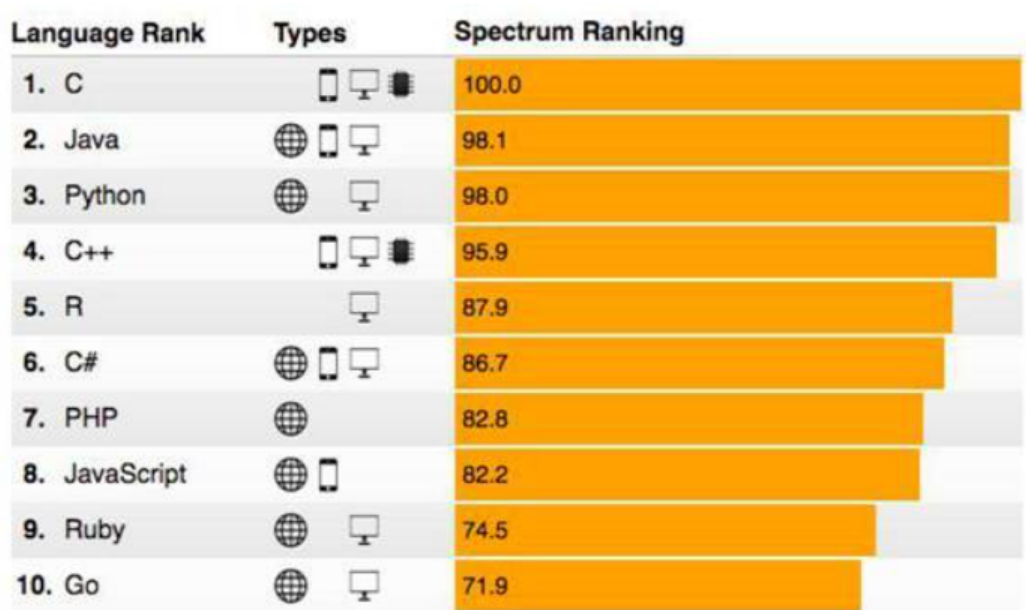 Language Rank Types Spectrum Ranking
1. C 100.0
2. Java 98.1
3. Python 98.0
4. C++ 95.9
5. R 87.9
6. C# 86.7
7. PHP 82.8
8. JavaScript 82.2
9. Ruby 74.5
10. Go 71.9